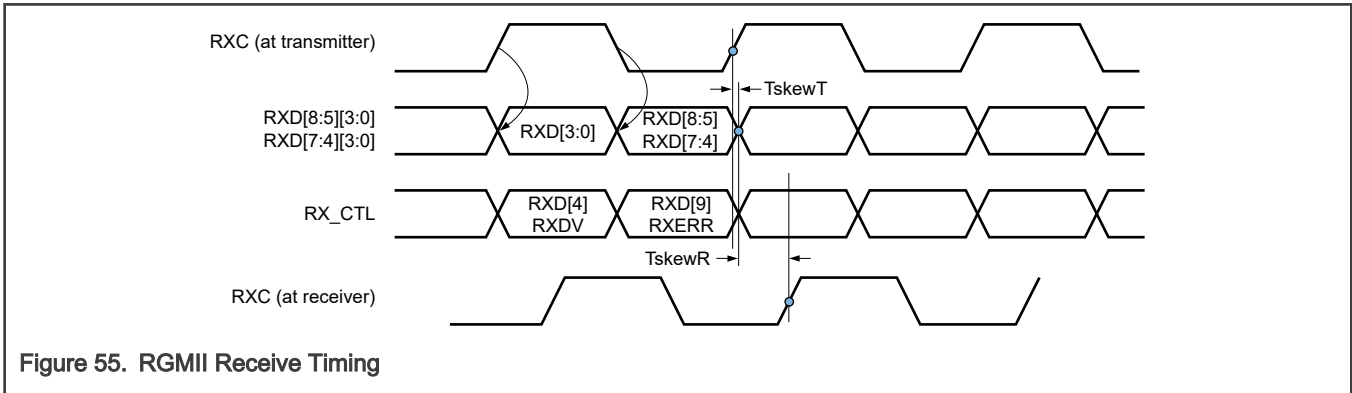 RXC (at transmitter)
TskewT
RXD[8:5][3:0]
RXD[7:4][3:0]
RXD[3:0]
RXD[8:5]
RXD[7:4]
RX_CTL
RXD[4]
RXDV
RXD[9]
RXERR
TskewR
RXC (at receiver)
Figure 55. RGMII Receive Timing